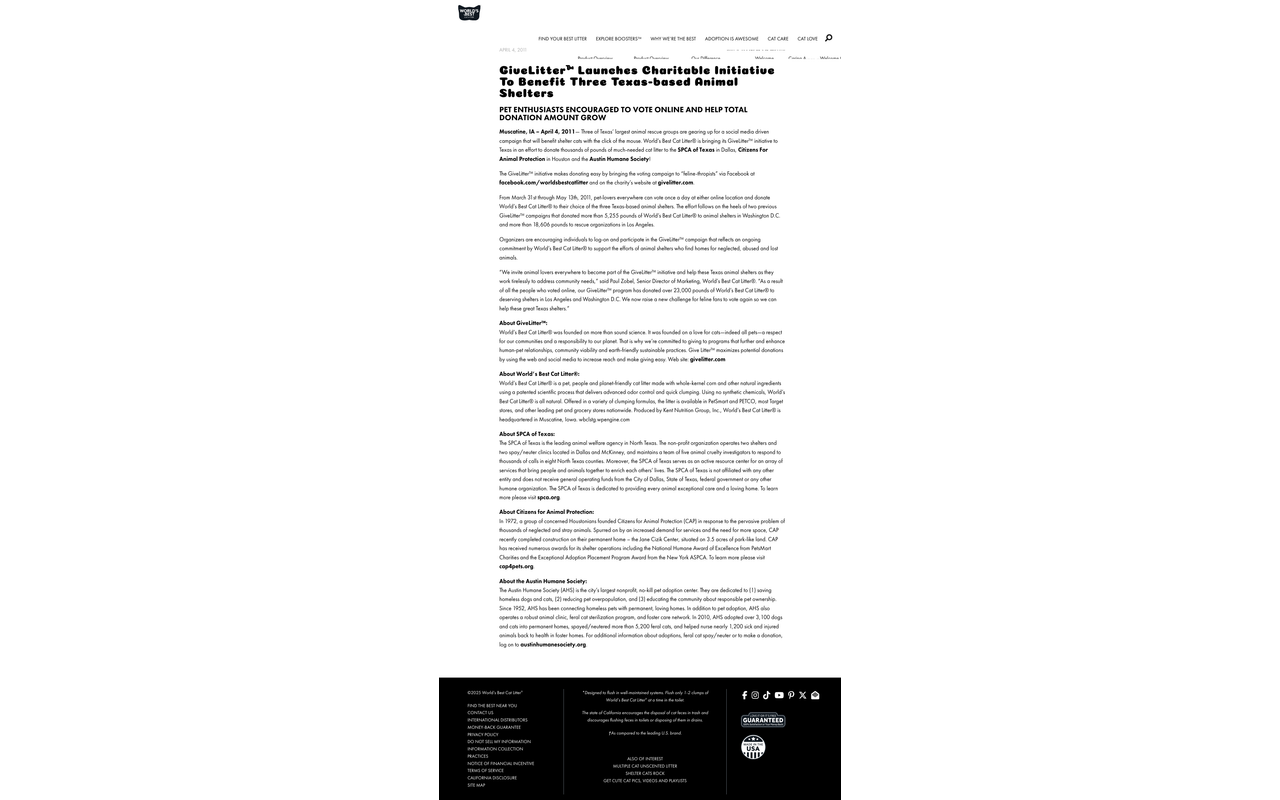 WORLD'S
BEST
FIND YOUR BEST LITTER EXPLORE BOOSTERS™ WHY WE'RE THE BEST ADOPTION IS AWESOME CAT CARE CAT LOVE
APRIL 4, 2011
GiveLitter™ Launches Charitable Initiative
To Benefit Three Texas-based Animal
Shelters
PET ENTHUSIASTS ENCOURAGED TO VOTE ONLINE AND HELP TOTAL
DONATION AMOUNT GROW
Muscatine, IA – April 4, 2011 — Three of Texas' largest animal rescue groups are gearing up for a social media driven
campaign that will benefit shelter cats with the click of the mouse. World's Best Cat Litter® is bringing its GiveLitter™ initiative to
Texas in an effort to donate thousands of pounds of much-needed cat litter to the SPCA of Texas in Dallas, Citizens For
Animal Protection in Houston and the Austin Humane Society!
The GiveLitter™ initiative makes donating easy by bringing the voting campaign to "feline-thropists" via Facebook at
facebook.com/worldsbestcatlitter and on the charity's website at givelitter.com.
From March 31st through May 13th, 2011, pet-lovers everywhere can vote once a day at either online location and donate
World's Best Cat Litter® to their choice of the three Texas-based animal shelters. The effort follows on the heels of two previous
GiveLitter™ campaigns that donated more than 5,255 pounds of World's Best Cat Litter® to animal shelters in Washington D.C.
and more than 18,606 pounds to rescue organizations in Los Angeles.
Organizers are encouraging individuals to log-on and participate in the GiveLitter™ campaign that reflects an ongoing
commitment by World's Best Cat Litter® to support the efforts of animal shelters who find homes for neglected, abused and lost
animals.
"We invite animal lovers everywhere to become part of the GiveLitter™ initiative and help these Texas animal shelters as they
work tirelessly to address community needs," said Paul Zobel, Senior Director of Marketing, World's Best Cat Litter®. "As a result
of all the people who voted online, our GiveLitter™ program has donated over 23,000 pounds of World's Best Cat Litter® to
deserving shelters in Los Angeles and Washington D.C. We now raise a new challenge for feline fans to vote again so we can
help these great Texas shelters."
About GiveLitter™:
World's Best Cat Litter® was founded on more than sound science. It was founded on a love for cats—indeed all pets—a respect
for our communities and a responsibility to our planet. That is why we're committed to giving to programs that further and enhance
human-pet relationships, community viability and earth-friendly sustainable practices. Give Litter™ maximizes potential donations
by using the web and social media to increase reach and make giving easy. Web site: givelitter.com
About World's Best Cat Litter®:
World's Best Cat Litter® is a pet, people and planet-friendly cat litter made with whole-kernel corn and other natural ingredients
using a patented scientific process that delivers advanced odor control and quick clumping. Using no synthetic chemicals, World's
Best Cat Litter® is all natural. Offered in a variety of clumping formulas, the litter is available in PetSmart and PETCO, most Target
stores, and other leading pet and grocery stores nationwide. Produced by Kent Nutrition Group, Inc., World's Best Cat Litter® is
headquartered in Muscatine, Iowa. wbclstg.wpengine.com
About SPCA of Texas:
The SPCA of Texas is the leading animal welfare agency in North Texas. The non-profit organization operates two shelters and
two spay/neuter clinics located in Dallas and McKinney, and maintains a team of five animal cruelty investigators to respond to
thousands of calls in eight North Texas counties. Moreover, the SPCA of Texas serves as an active resource center for an array of
services that bring people and animals together to enrich each others' lives. The SPCA of Texas is not affiliated with any other
entity and does not receive general operating funds from the City of Dallas, State of Texas, federal government or any other
humane organization. The SPCA of Texas is dedicated to providing every animal exceptional care and a loving home. To learn
more please visit spca.org.
About Citizens for Animal Protection:
In 1972, a group of concerned Houstonians founded Citizens for Animal Protection (CAP) in response to the pervasive problem of
thousands of neglected and stray animals. Spurred on by an increased demand for services and the need for more space, CAP
recently completed construction on their permanent home – the Jane Cizik Center, situated on 3.5 acres of park-like land. CAP
has received numerous awards for its shelter operations including the National Humane Award of Excellence from PetsMart
Charities and the Exceptional Adoption Placement Program Award from the New York ASPCA. To learn more please visit
cap4pets.org.
About the Austin Humane Society:
The Austin Humane Society (AHS) is the city's largest nonprofit, no-kill pet adoption center. They are dedicated to (1) saving
homeless dogs and cats, (2) reducing pet overpopulation, and (3) educating the community about responsible pet ownership.
Since 1952, AHS has been connecting homeless pets with permanent, loving homes. In addition to pet adoption, AHS also
operates a robust animal clinic, feral cat sterilization program, and foster care network. In 2010, AHS adopted over 3,100 dogs
and cats into permanent homes, spayed/neutered more than 5,200 feral cats, and helped nurse nearly 1,200 sick and injured
animals back to health in foster homes. For additional information about adoptions, feral cat spay/neuter or to make a donation,
log on to austinhumanesociety.org.
©2025 World's Best Cat Litter®
FIND THE BEST NEAR YOU
CONTACT US
INTERNATIONAL DISTRIBUTORS
MONEY-BACK GUARANTEE
PRIVACY POLICY
DO NOT SELL MY INFORMATION
INFORMATION COLLECTION
PRACTICES
NOTICE OF FINANCIAL INCENTIVE
TERMS OF SERVICE
CALIFORNIA DISCLOSURE
SITE MAP
*Designed to flush in well-maintained systems. Flush only 1-2 clumps of
World's Best Cat Litter® at a time in the toilet.
The state of California encourages the disposal of cat feces in trash and
discourages flushing feces in toilets or disposing of them in drains.
†As compared to the leading U.S. brand.
ALSO OF INTEREST
MULTIPLE CAT UNSCENTED LITTER
SHELTER CATS ROCK
GET CUTE CAT PICS, VIDEOS AND PLAYLISTS
GUARANTEED
MADE IN THE
USA